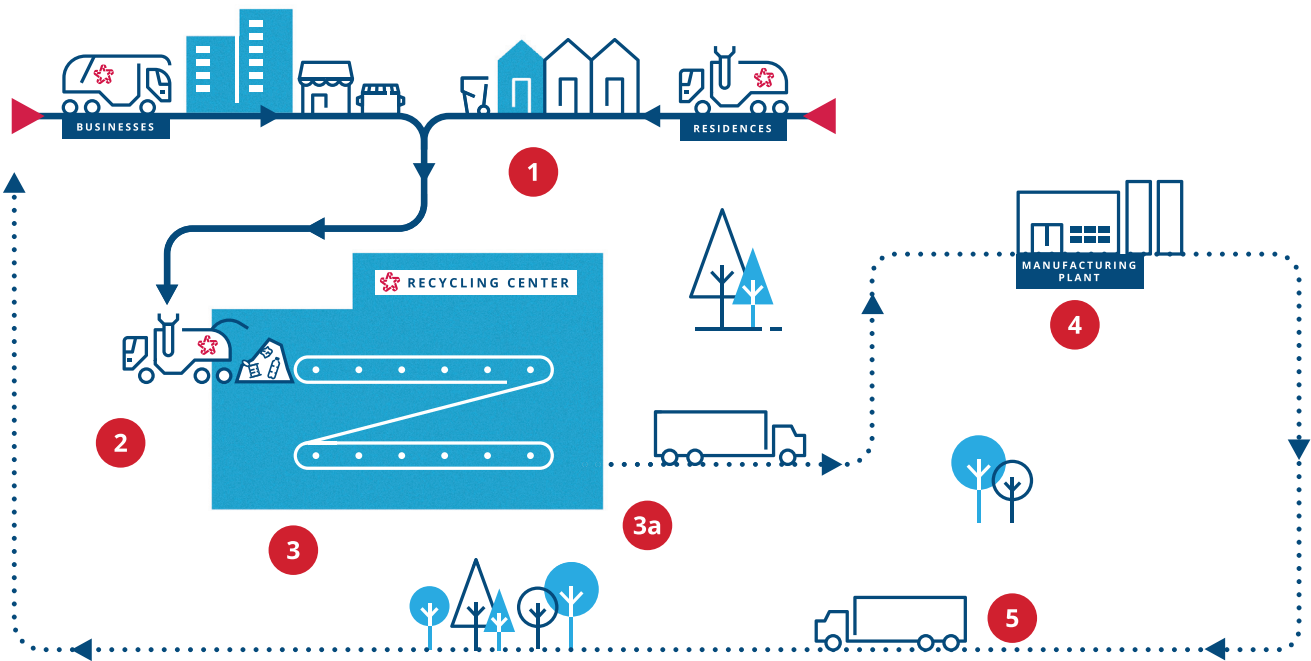 BUSINESSES
RESIDENCES
1
RECYCLING CENTER
MANUFACTURING
PLANT
4
2
3a
3
5